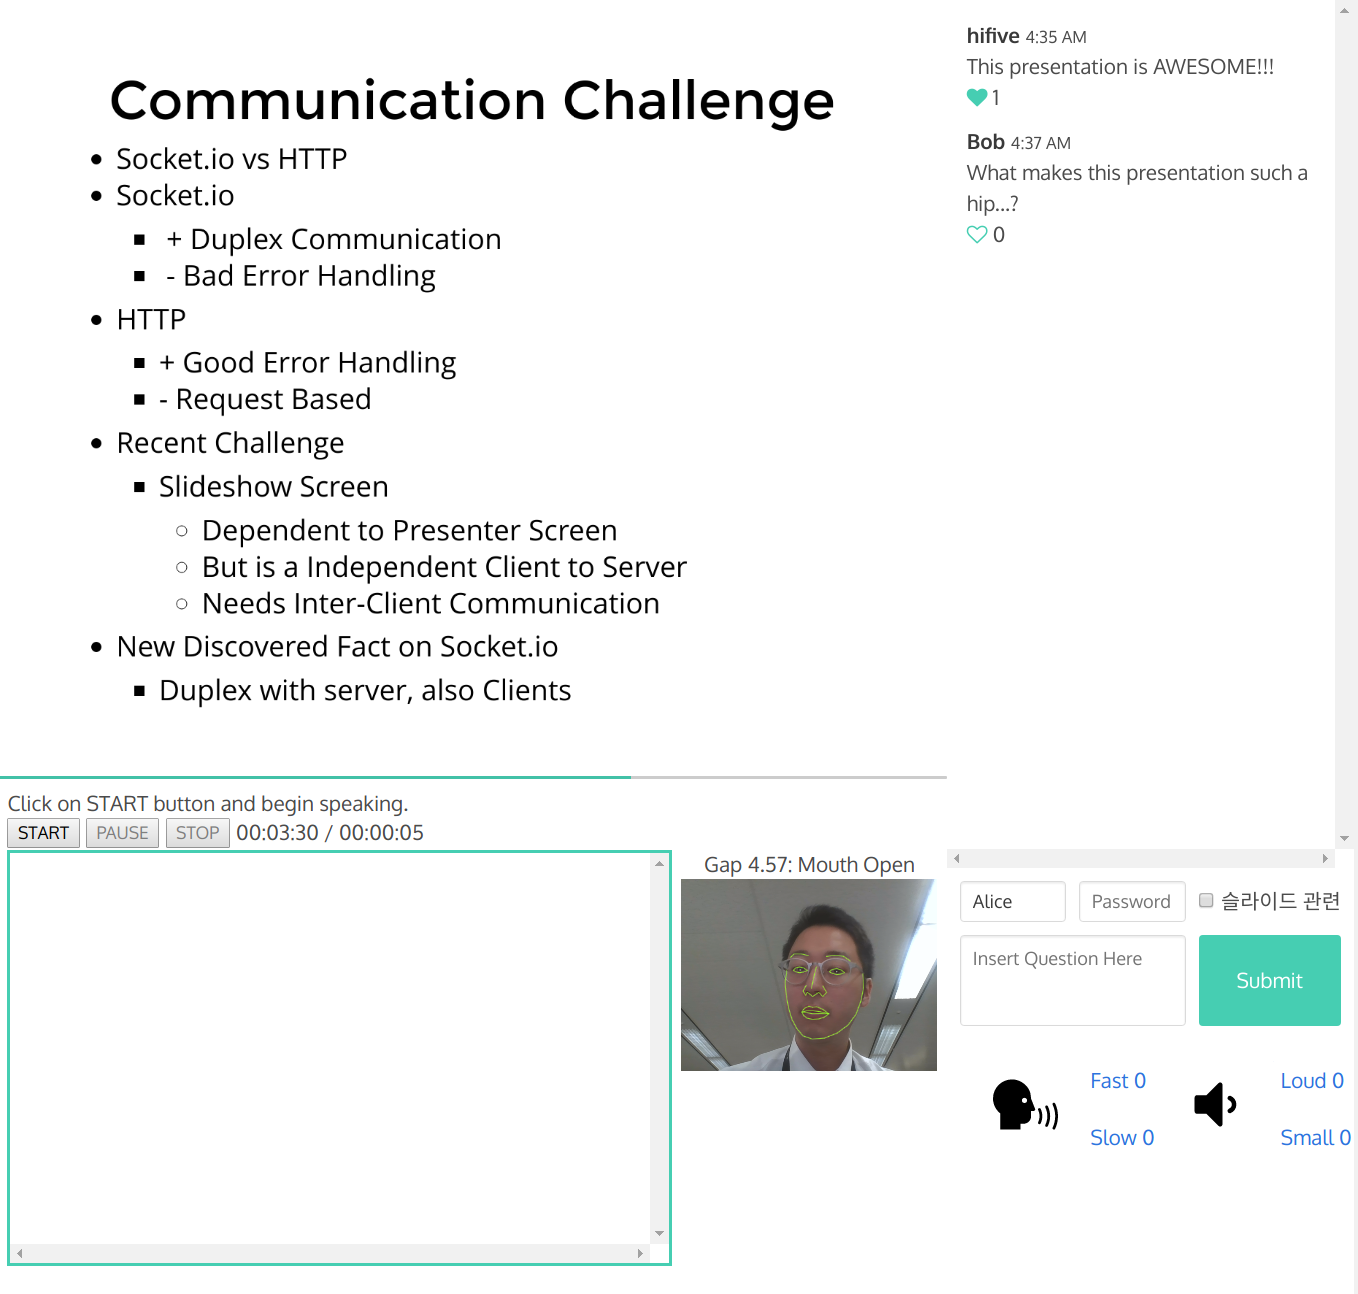 Communication Challenge
Socket.io vs HTTP
Socket.io
+ Duplex Communication
- Bad Error Handling
HTTP
+ Good Error Handling
- Request Based
Recent Challenge
Slideshow Screen
Dependent to Presenter Screen
But is a Independent Client to Server
Needs Inter-Client Communication
New Discovered Fact on Socket.io
Duplex with server, also Clients
Click on START button and begin speaking.
START PAUSE STOP 00:03:30 / 00:00:05
Gap 4.57: Mouth Open
hifive 4:35 AM
This presentation is AWESOME!!!
1
Bob 4:37 AM
What makes this presentation such a
hip...?
0
Alice Password 슬라이드 관련
Insert Question Here
Submit
Fast 0
Slow 0
Loud 0
Small 0